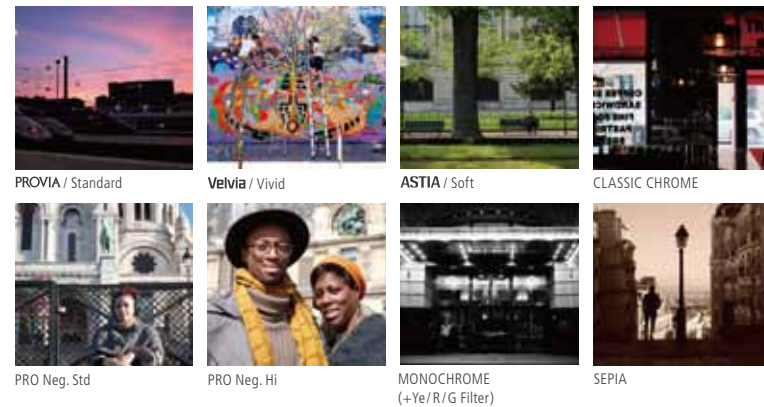 PROVIA / Standard
Velvia / Vivid
ASTIA / Soft
CLASSIC CHROME
PRO Neg. Std
PRO Neg. Hi
MONOCHROME
(+Ye/R/G Filter)
SEPIA